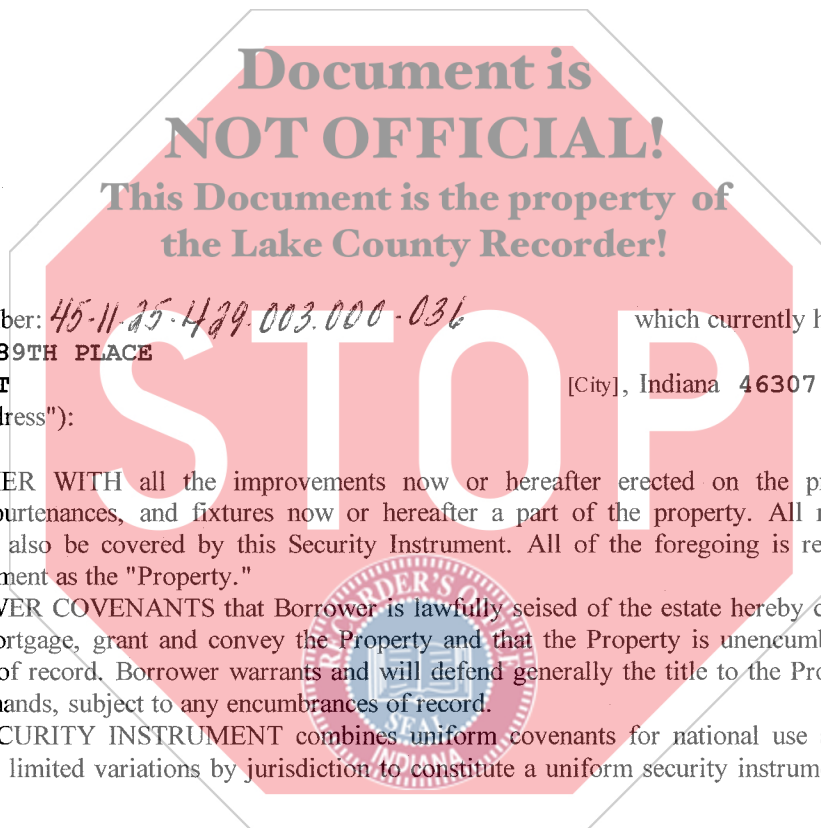 Document is
NOT OFFICIAL!
This Document is the property of
the Lake County Recorder!
ber: 45-11-25-429-003.000-036 which currently h
89TH PLACE
T [City], Indiana 46307
dress"):
ER WITH all the improvements now or hereafter erected on the p
purtenances, and fixtures now or hereafter a part of the property. All r
also be covered by this Security Instrument. All of the foregoing is re
ment as the "Property."
VER COVENANTS that Borrower is lawfully seised of the estate hereby c
ortgage, grant and convey the Property and that the Property is unencumb
of record. Borrower warrants and will defend generally the title to the Pro
nands, subject to any encumbrances of record.
CURITY INSTRUMENT combines uniform covenants for national use
limited variations by jurisdiction to constitute a uniform security instrum
STOP
RECORDER'S OFFICE
SEAL
INDIANA